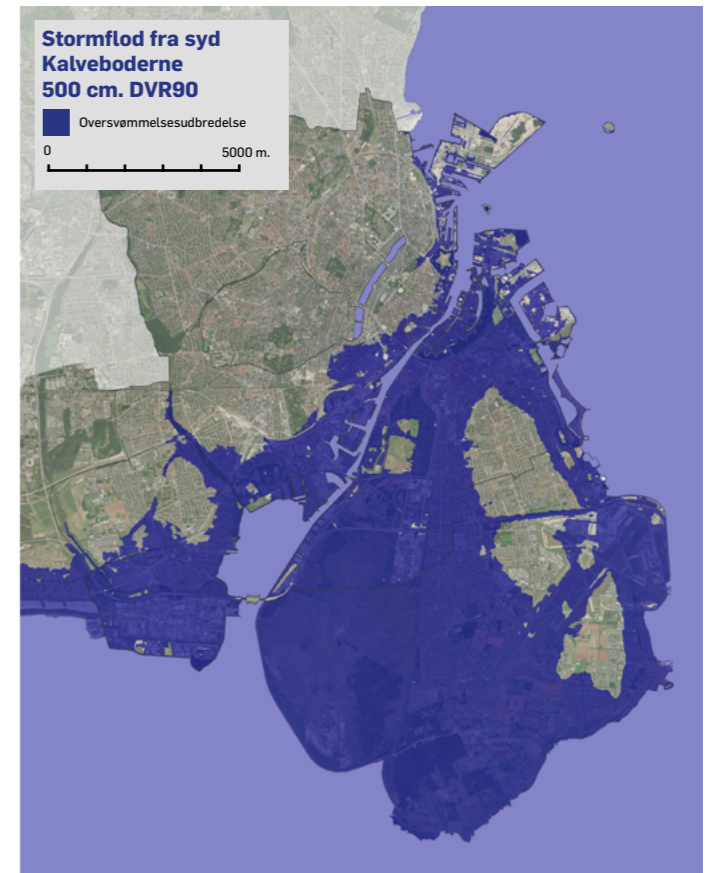 Stormflod fra syd
Kalveboderne
500 cm. DVR90
Oversvømmelsesudbredelse
0 5000 m.